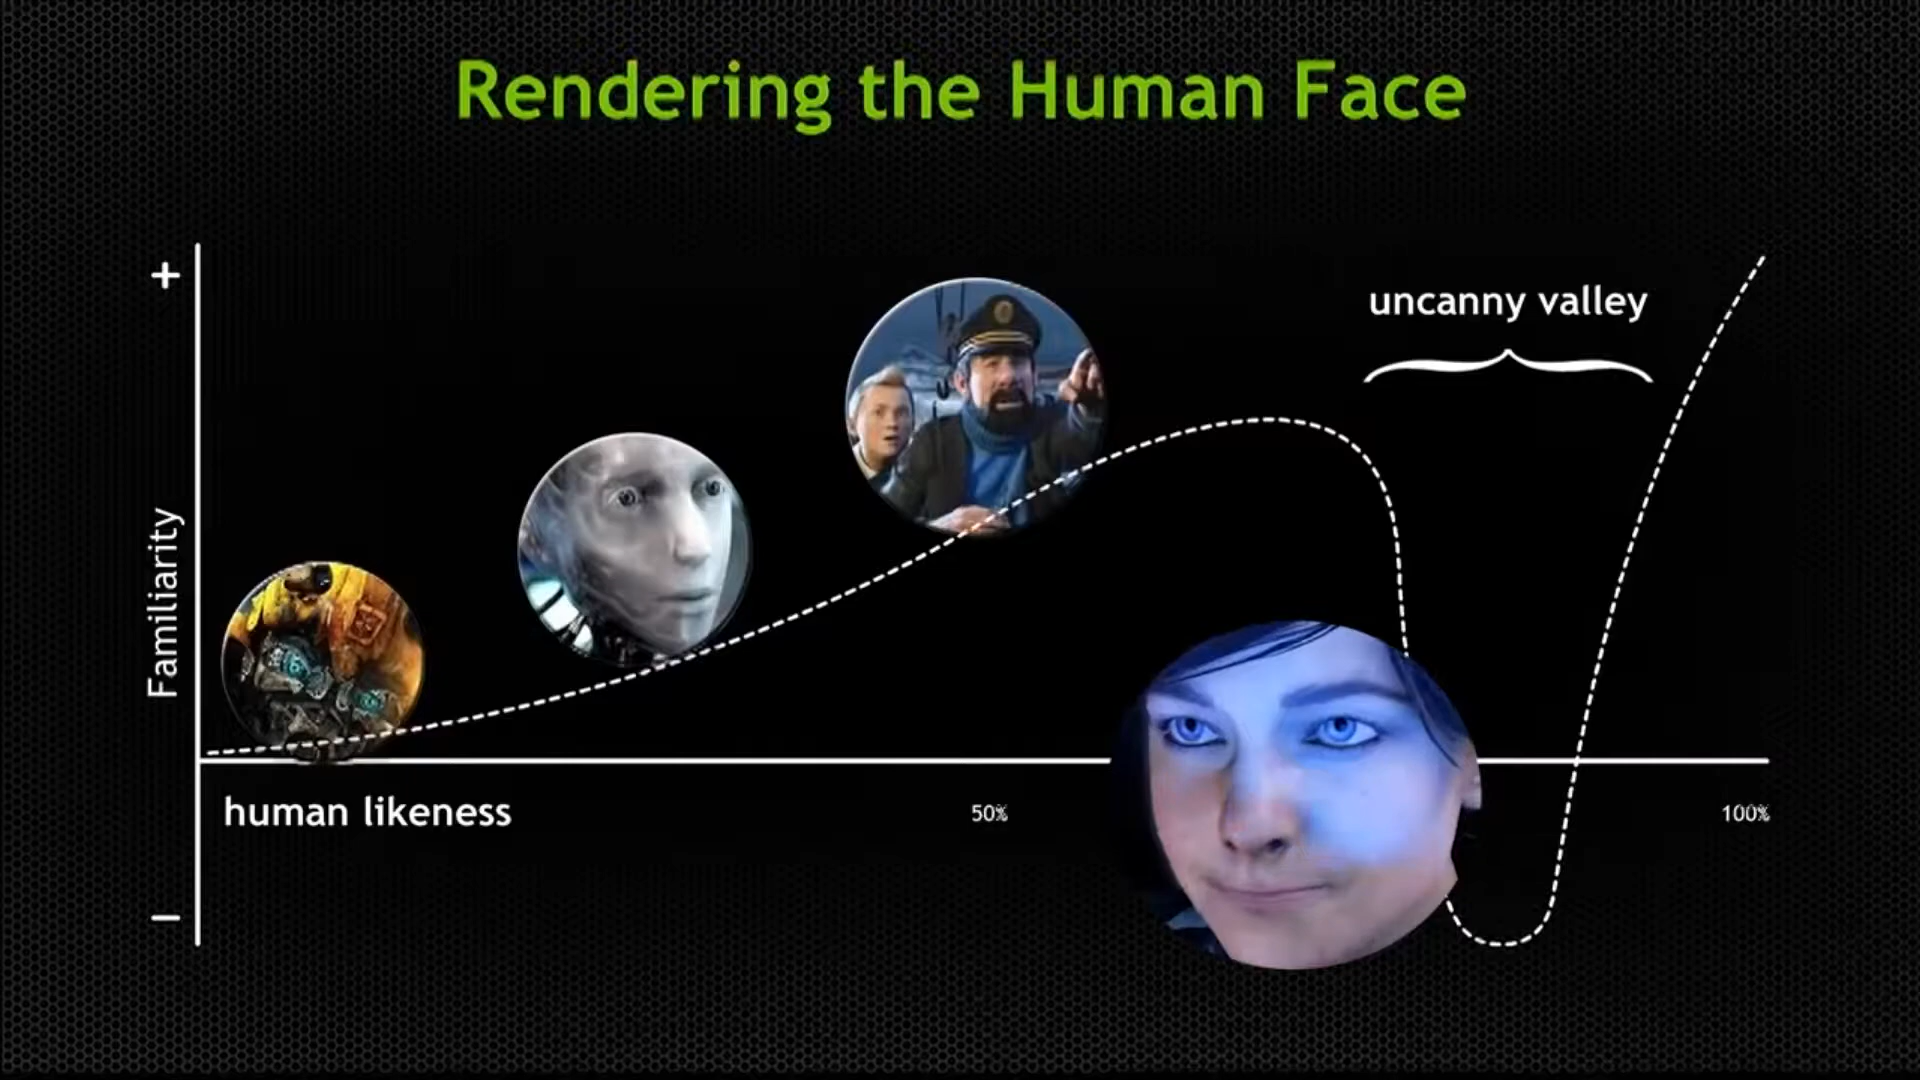 Rendering the Human Face
+
uncanny valley
Familiarity
human likeness
50%
100%
−